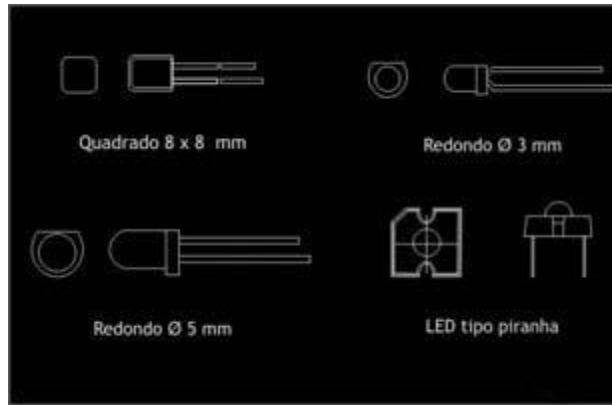 Quadrado 8 x 8 mm
Redondo Ø 3 mm
Redondo Ø 5 mm
LED tipo piranha